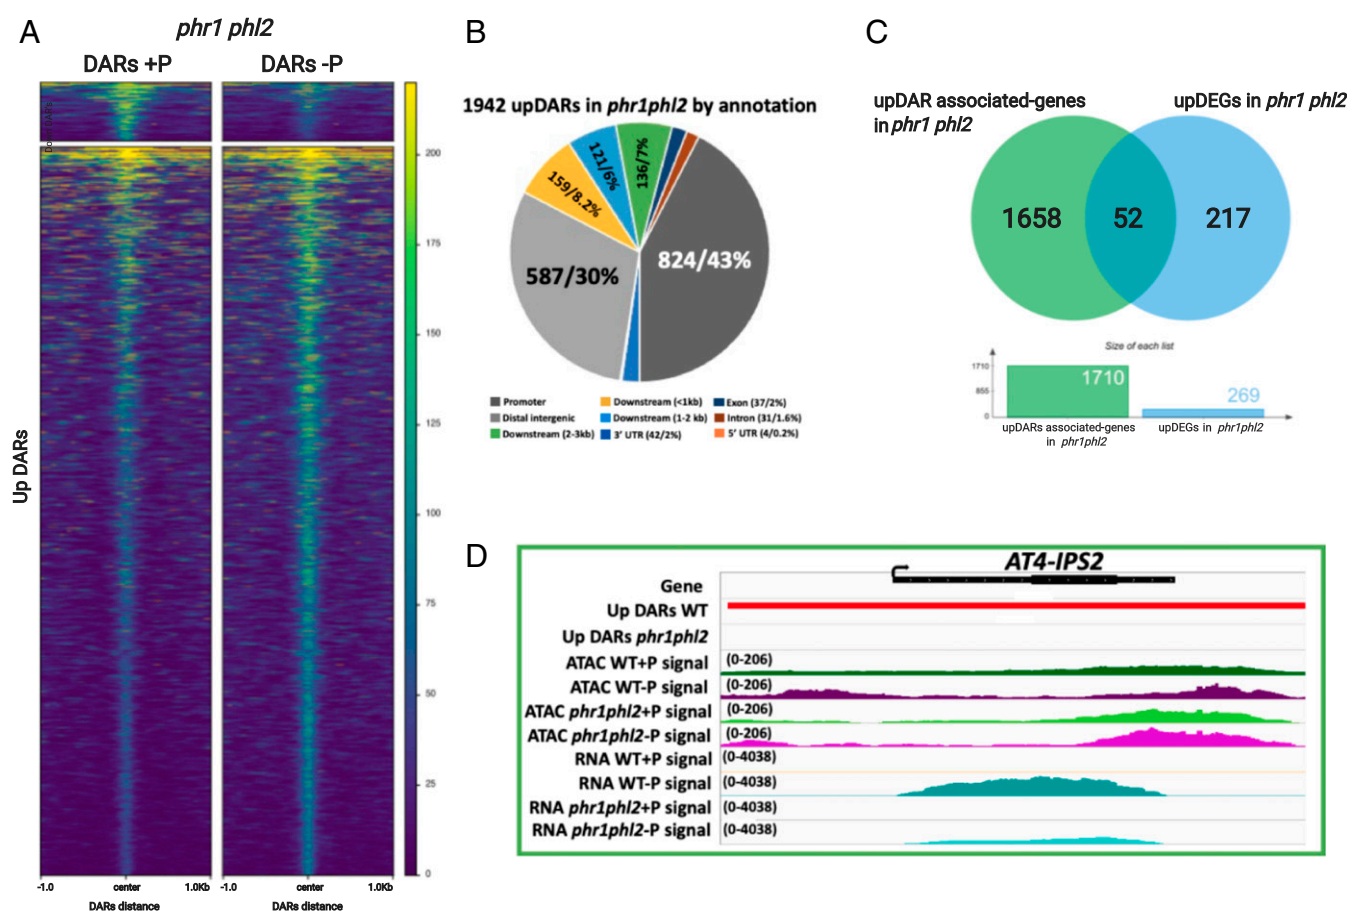 A
phr1 phl2
DARs +P
DARs -P
Up DARs
200
175
150
125
100
75
50
25
0
-1.0
center
1.0Kb
-1.0
center
1.0Kb
DARs distance
DARs distance
B
1942 upDARs in phr1phl2 by annotation
159/8.2%
121/6%
136/7%
824/43%
587/30%
Promoter
Downstream (<1kb)
Exon (37/2%)
Distal intergenic
Downstream (1-2 kb)
Intron (31/1.6%)
Downstream (2-3kb)
3' UTR (42/2%)
5' UTR (4/0.2%)
C
upDAR associated-genes
in phr1 phl2
upDEGs in phr1 phl2
1658
52
217
Size of each list
1710
855
0
1710
269
upDARs associated-genes
in phr1phl2
upDEGs in phr1phl2
D
AT4-IPS2
Gene
Up DARs WT
Up DARs phr1phl2
ATAC WT+P signal (0-206)
ATAC WT-P signal (0-206)
ATAC phr1phl2+P signal (0-206)
ATAC phr1phl2-P signal (0-206)
RNA WT+P signal (0-4038)
RNA WT-P signal (0-4038)
RNA phr1phl2+P signal (0-4038)
RNA phr1phl2-P signal (0-4038)